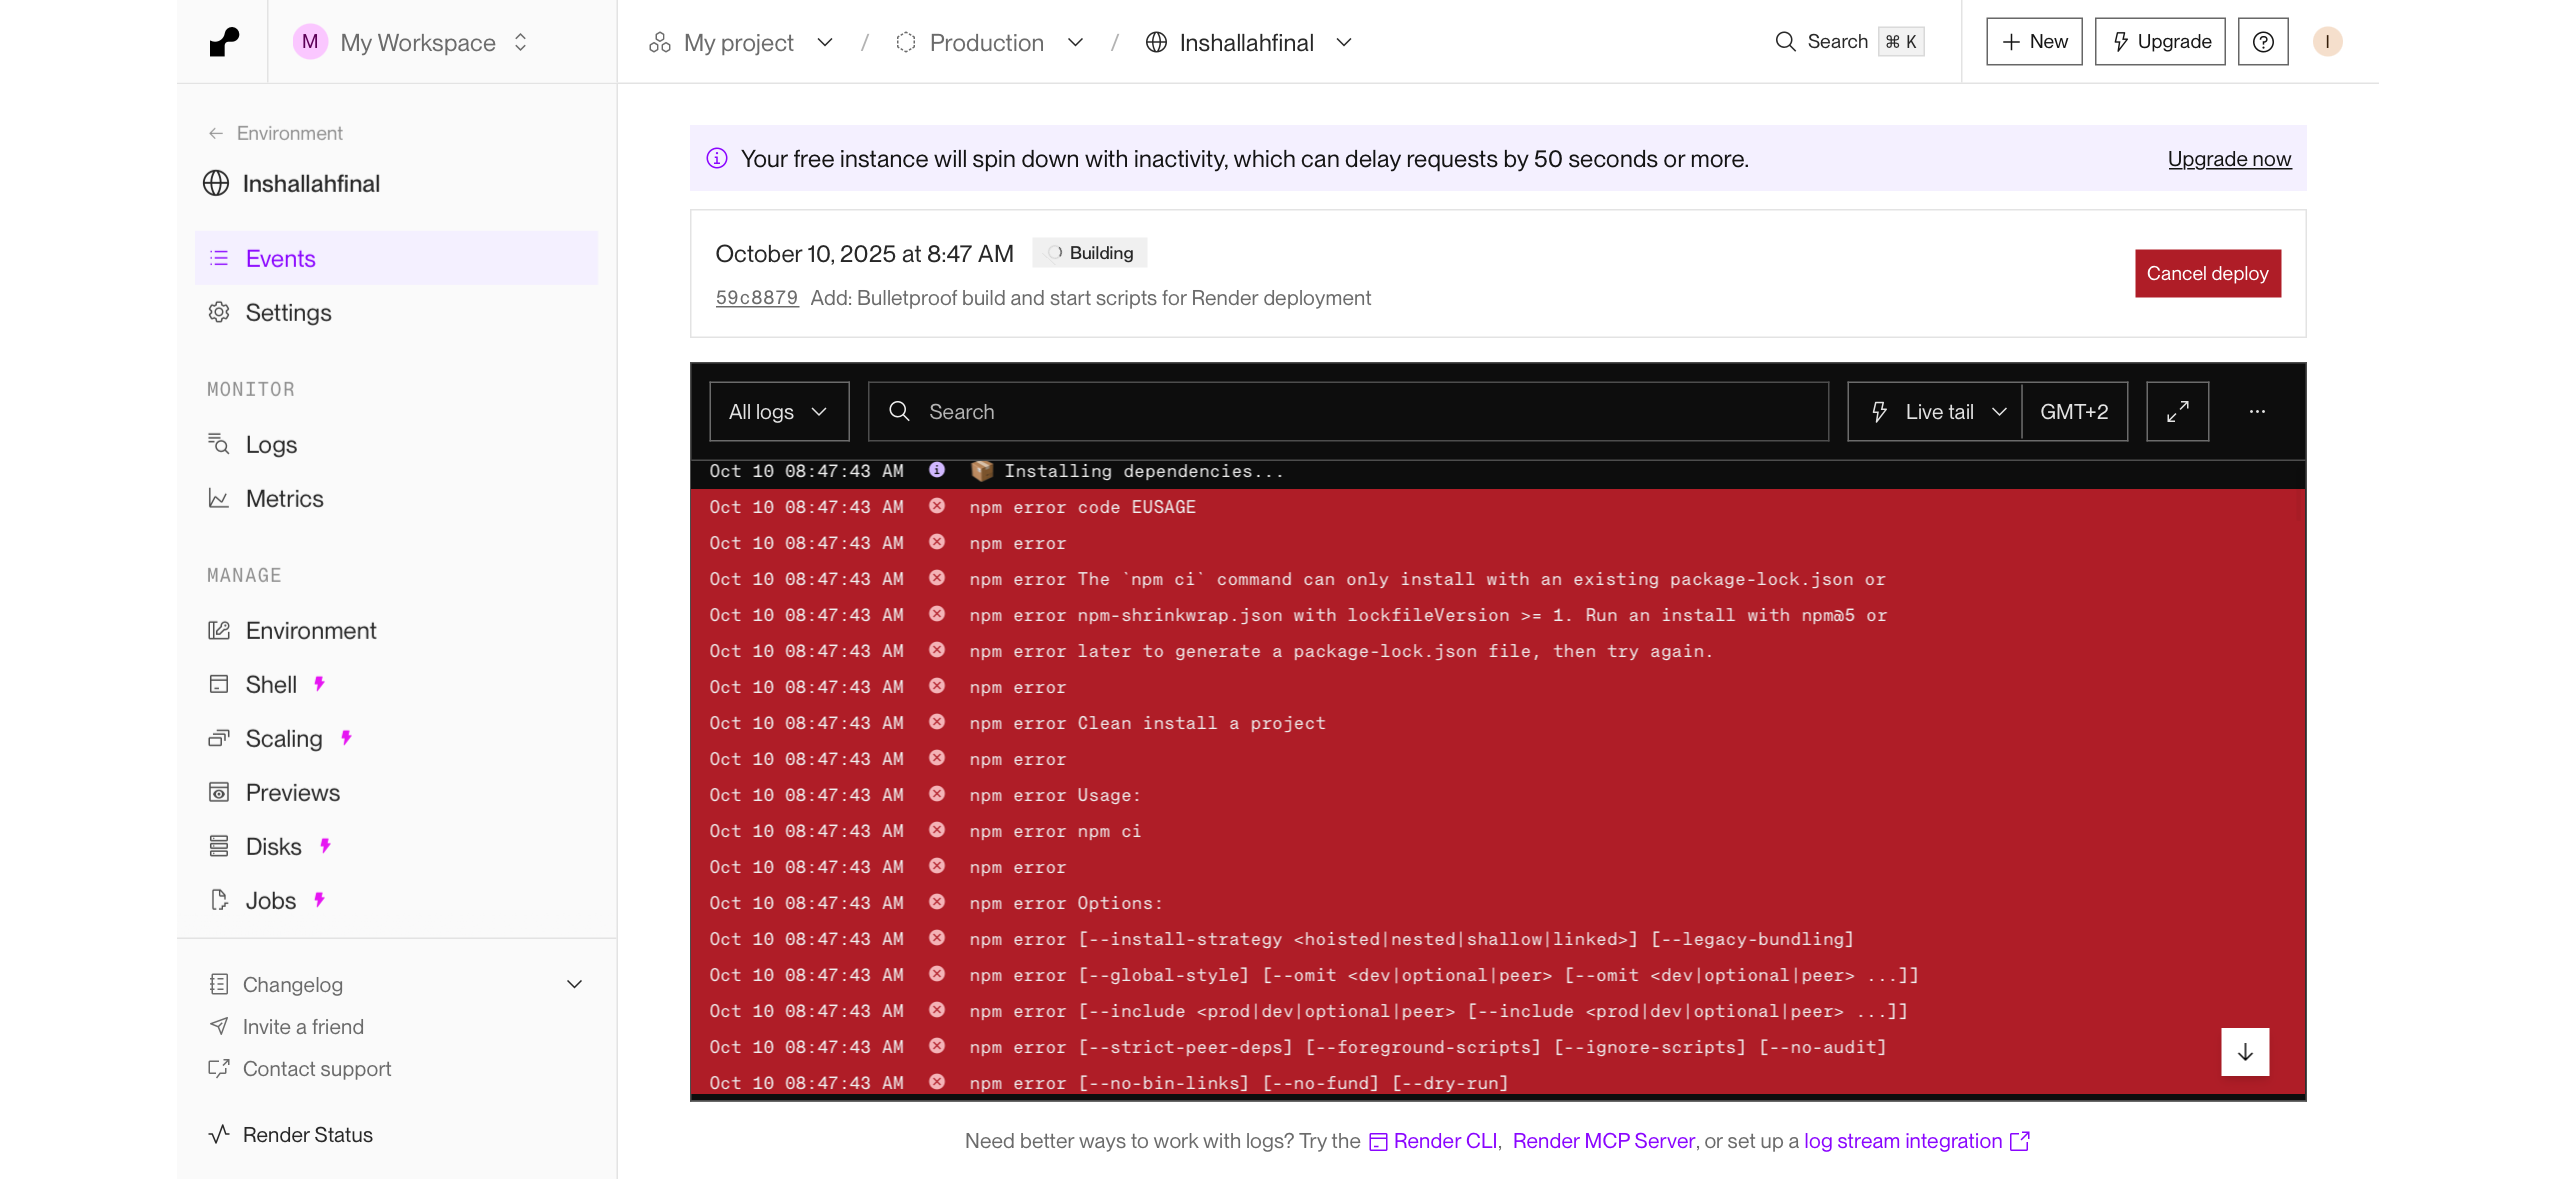 M My Workspace
My project / Production / Inshallahfinal
Search ⌘ K
+ New
Upgrade
I
← Environment
Inshallahfinal
Events
Settings
MONITOR
Logs
Metrics
MANAGE
Environment
Shell
Scaling
Previews
Disks
Jobs
Changelog
Invite a friend
Contact support
Render Status
Your free instance will spin down with inactivity, which can delay requests by 50 seconds or more.
Upgrade now
October 10, 2025 at 8:47 AM Building
59c8879 Add: Bulletproof build and start scripts for Render deployment
Cancel deploy
All logs
Search
Live tail
GMT+2
Oct 10 08:47:43 AM 📦 Installing dependencies...
Oct 10 08:47:43 AM npm error code EUSAGE
Oct 10 08:47:43 AM npm error
Oct 10 08:47:43 AM npm error The `npm ci` command can only install with an existing package-lock.json or
Oct 10 08:47:43 AM npm error npm-shrinkwrap.json with lockfileVersion >= 1. Run an install with npm@5 or
Oct 10 08:47:43 AM npm error later to generate a package-lock.json file, then try again.
Oct 10 08:47:43 AM npm error
Oct 10 08:47:43 AM npm error Clean install a project
Oct 10 08:47:43 AM npm error
Oct 10 08:47:43 AM npm error Usage:
Oct 10 08:47:43 AM npm error npm ci
Oct 10 08:47:43 AM npm error
Oct 10 08:47:43 AM npm error Options:
Oct 10 08:47:43 AM npm error [--install-strategy <hoisted|nested|shallow|linked>] [--legacy-bundling]
Oct 10 08:47:43 AM npm error [--global-style] [--omit <dev|optional|peer> [--omit <dev|optional|peer> ...]]
Oct 10 08:47:43 AM npm error [--include <prod|dev|optional|peer> [--include <prod|dev|optional|peer> ...]]
Oct 10 08:47:43 AM npm error [--strict-peer-deps] [--foreground-scripts] [--ignore-scripts] [--no-audit]
Oct 10 08:47:43 AM npm error [--no-bin-links] [--no-fund] [--dry-run]
Need better ways to work with logs? Try the Render CLI, Render MCP Server, or set up a log stream integration